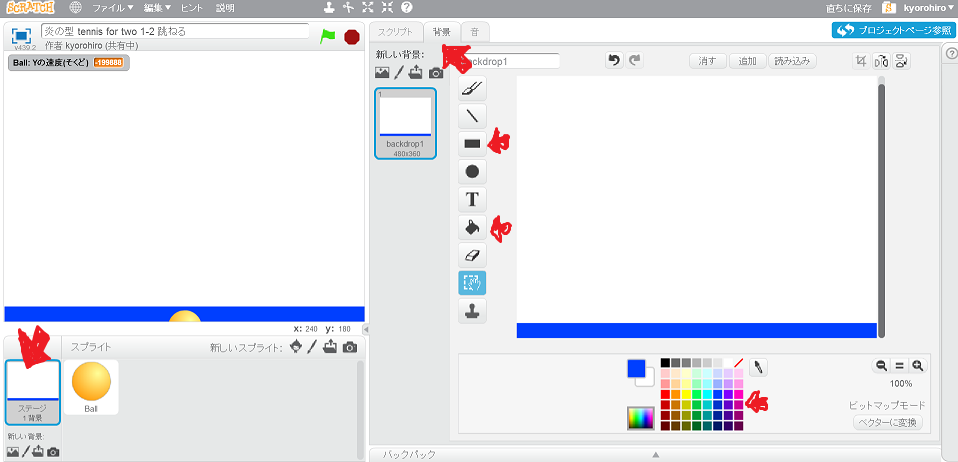 SCRATCH ファイル▼ 編集▼ ヒント 説明 直ちに保存 kyorohiro▼
v439.2 炎の型 tennis for two 1-2 跳ねる
作者 kyorohiro (共有中)
スクリプト 背景 音 プロジェクトページ参照
Ball: Yの速度(そくど) -199888
新しい背景:
1
backdrop1
480x360
backdrop1 消す 追加 読み込み
T
x: 240 y: 180
スプライト 新しいスプライト:
ステージ
1 背景
Ball
新しい背景:
100%
ビットマップモード
ベクターに変換
バックパック